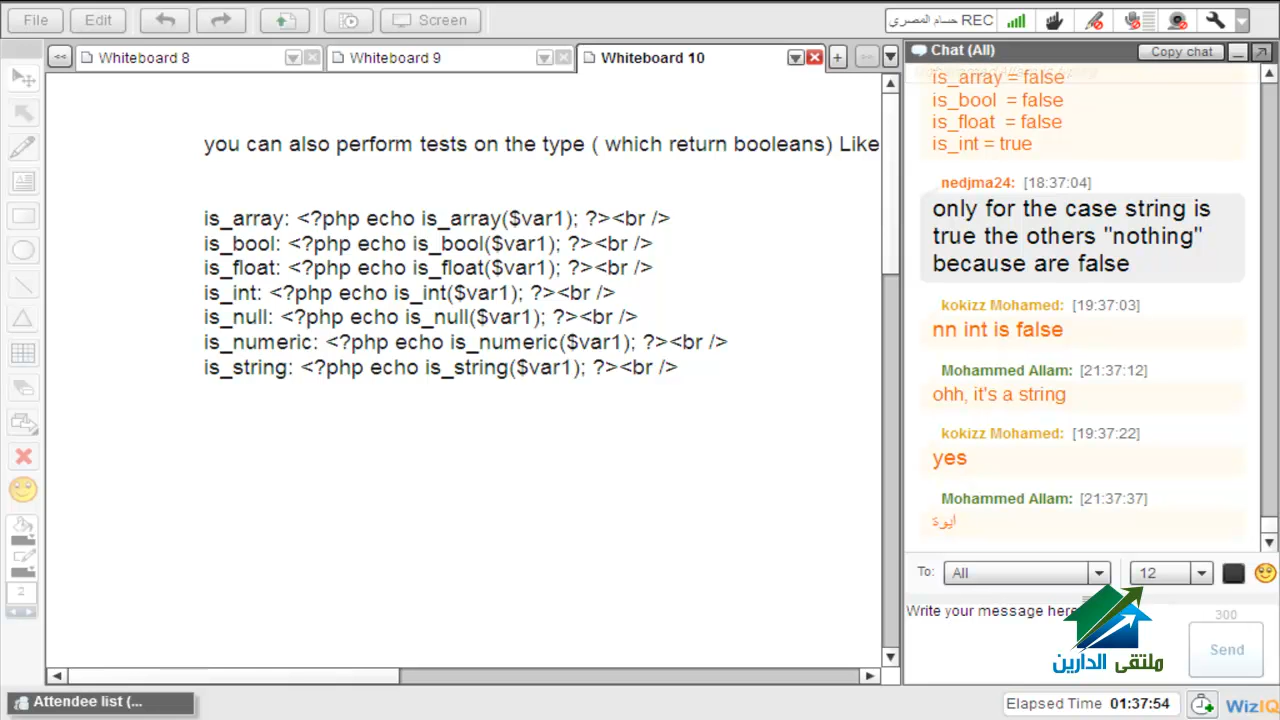 File
Edit
Screen
حسام المصري REC
<<
Whiteboard 8
Whiteboard 9
Whiteboard 10
you can also perform tests on the type ( which return booleans) Like
is_array: <?php echo is_array($var1); ?><br />
is_bool: <?php echo is_bool($var1); ?><br />
is_float: <?php echo is_float($var1); ?><br />
is_int: <?php echo is_int($var1); ?><br />
is_null: <?php echo is_null($var1); ?><br />
is_numeric: <?php echo is_numeric($var1); ?><br />
is_string: <?php echo is_string($var1); ?><br />
2
Chat (All)
Copy chat
is_array = false
is_bool = false
is_float = false
is_int = true
nedjma24: [18:37:04]
only for the case string is
true the others "nothing"
because are false
kokizz Mohamed: [19:37:03]
nn int is false
Mohammed Allam: [21:37:12]
ohh, it's a string
kokizz Mohamed: [19:37:22]
yes
Mohammed Allam: [21:37:37]
ايوة
To: All 12
Write your message here
300
Send
ملتقى الدارين
Attendee list (...
Elapsed Time 01:37:54
WizIQ